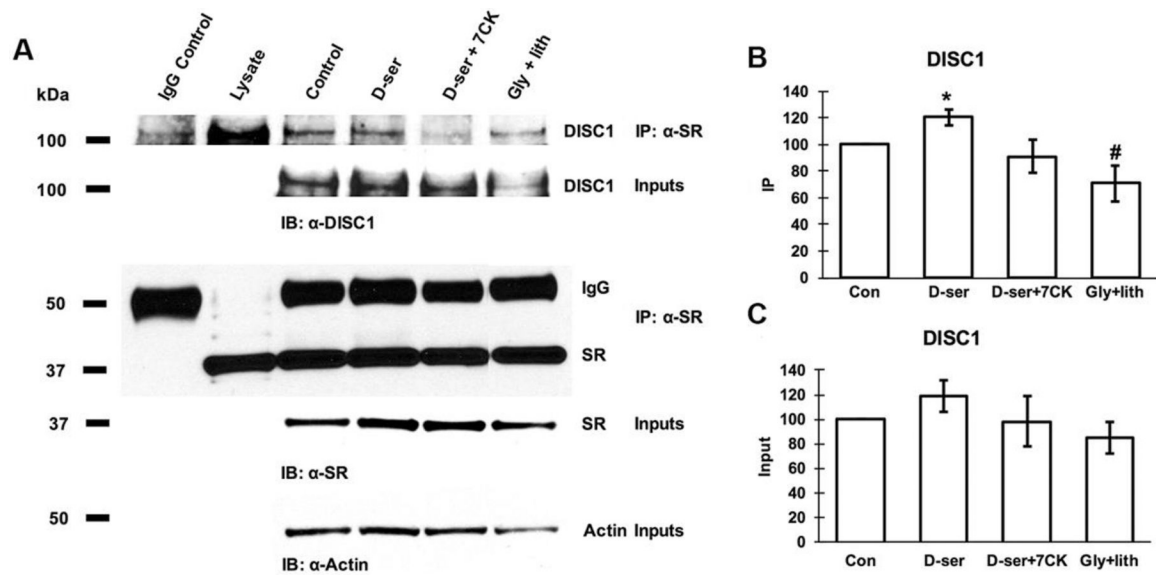 A
kDa
IgG Control
Lysate
Control
D-ser
D-ser + 7CK
Gly + lith
100
DISC1 IP: α-SR
100
DISC1 Inputs
IB: α-DISC1
IgG
50
IP: α-SR
37
SR
37
SR Inputs
IB: α-SR
50
Actin Inputs
IB: α-Actin
B
DISC1
140
120
100
80
60
40
20
0
IP
*
#
Con D-ser D-ser+7CK Gly+lith
C
DISC1
140
120
100
80
60
40
20
0
Input
Con D-ser D-ser+7CK Gly+lith